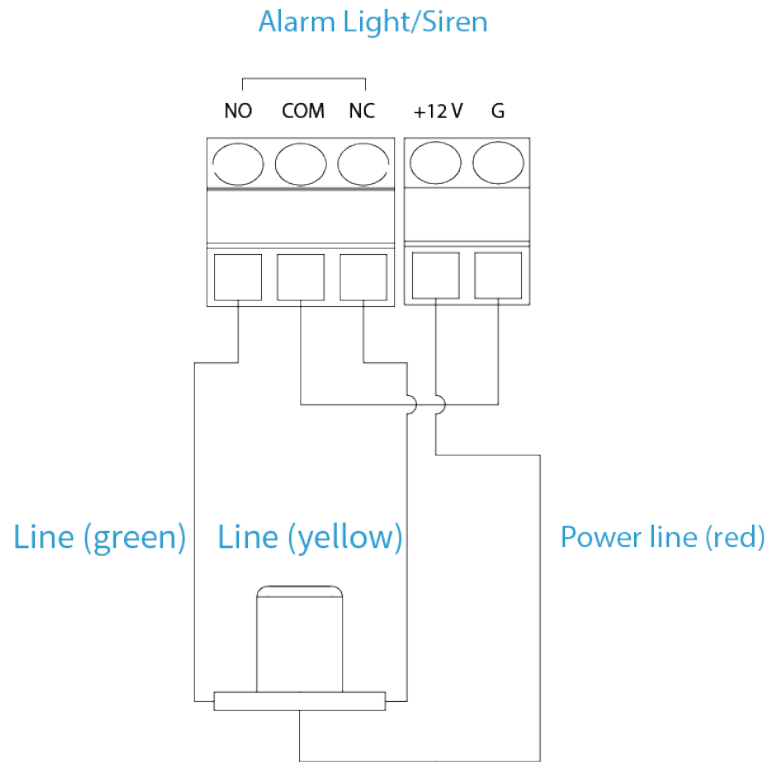 Alarm Light/Siren
NO COM NC +12 V G
Line (green) Line (yellow) Power line (red)